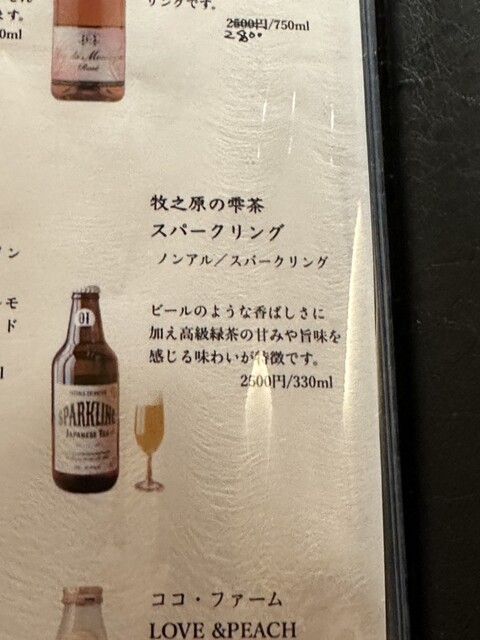 す。
0ml
リングです。
2500円/750ml
2800
Rosé
牧之原の雫茶
スパークリング
ノンアル／スパークリング
ン
モ
ド
ビールのような香ばしさに
加え高級緑茶の甘みや旨味を
感じる味わいが特徴です。
2500円/330ml
01
SPARKLING
JAPANESE TEA
ココ・ファーム
LOVE &PEACH